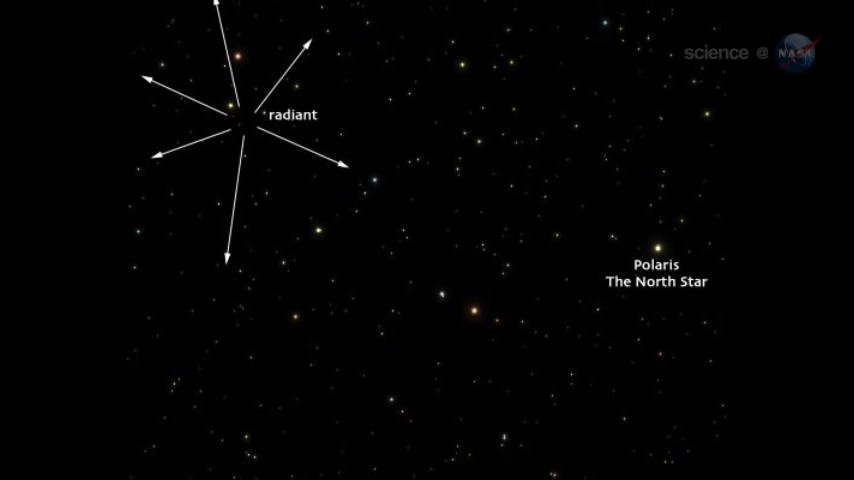 science @ NASA
radiant
Polaris
The North Star